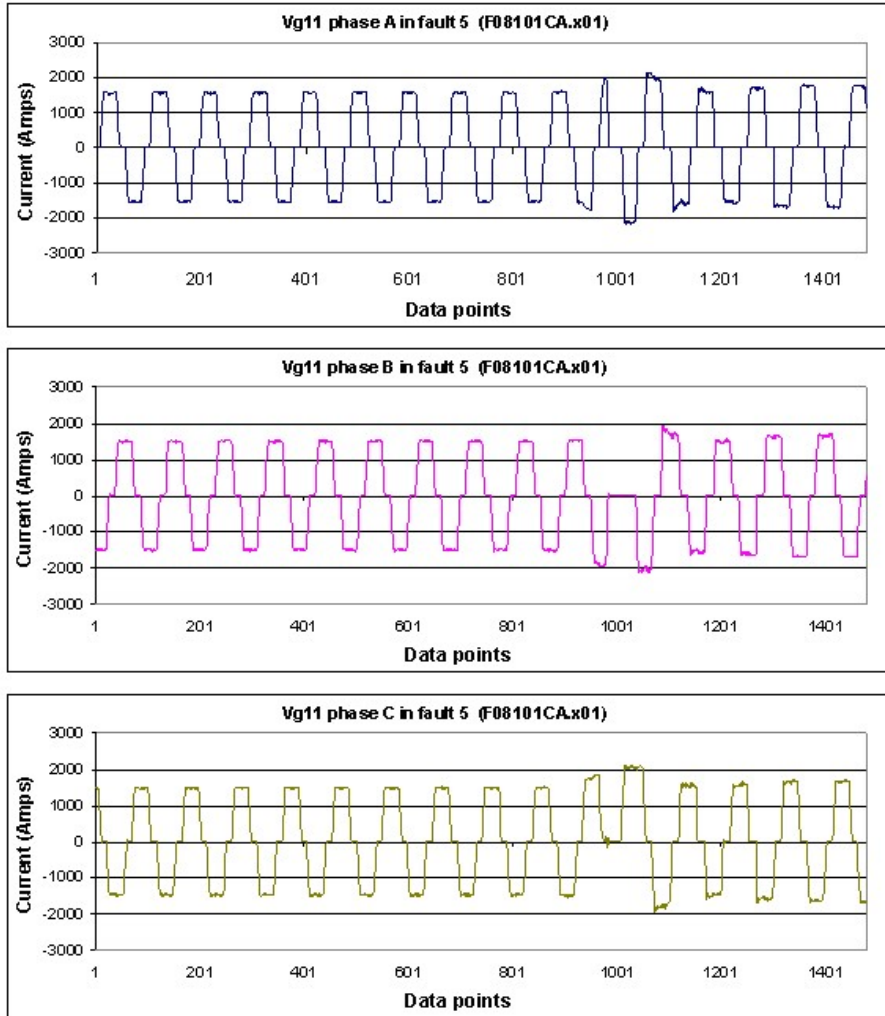 Vg11 phase A in fault 5 (F08101CA.x01)
Current (Amps)
3000
2000
1000
0
-1000
-2000
-3000
1 201 401 601 801 1001 1201 1401
Data points
Vg11 phase B in fault 5 (F08101CA.x01)
Current (Amps)
3000
2000
1000
0
-1000
-2000
-3000
1 201 401 601 801 1001 1201 1401
Data points
Vg11 phase C in fault 5 (F08101CA.x01)
Current (Amps)
3000
2000
1000
0
-1000
-2000
-3000
1 201 401 601 801 1001 1201 1401
Data points